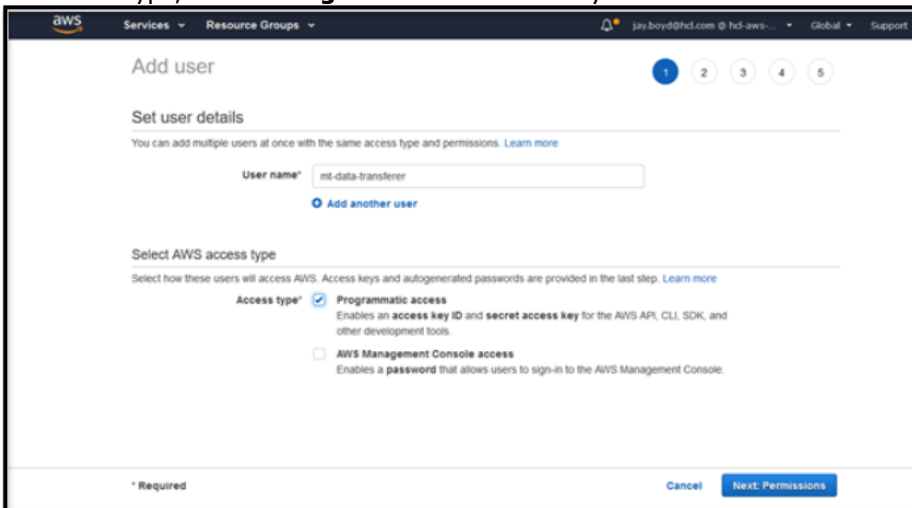 aws Services Resource Groups jay.boyd@hcl.com @ hcl-aws-... Global Support
Add user 1 2 3 4 5
Set user details
You can add multiple users at once with the same access type and permissions. Learn more
User name* mt-data-transferer
Add another user
Select AWS access type
Select how these users will access AWS. Access keys and autogenerated passwords are provided in the last step. Learn more
Access type* Programmatic access
Enables an access key ID and secret access key for the AWS API, CLI, SDK, and
other development tools.
AWS Management Console access
Enables a password that allows users to sign-in to the AWS Management Console.
* Required Cancel Next: Permissions